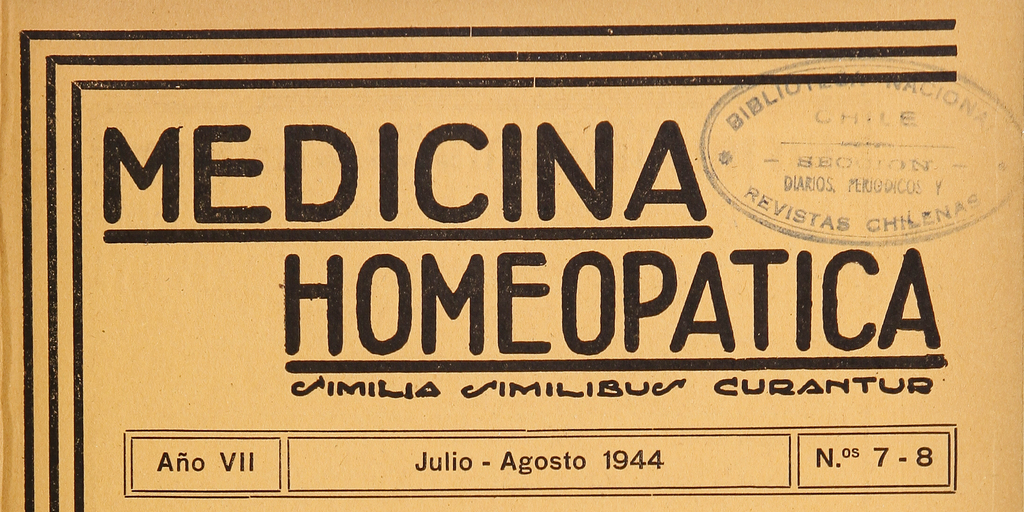 MEDICINA
HOMEOPATICA
SIMILIA SIMILIBUS CURANTUR
Año VII
Julio - Agosto 1944
N.os 7 - 8
BIBLIOTECA NACIONAL
CHILE
- SECCION -
DIARIOS, PERIODICOS Y
REVISTAS CHILENAS